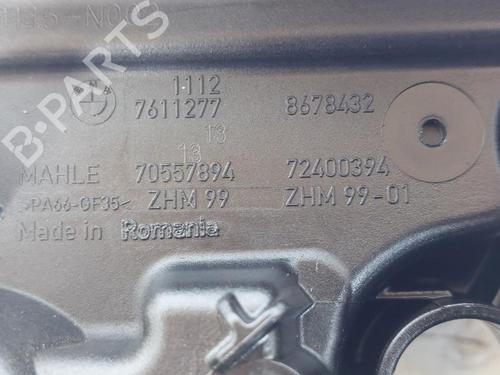 B-PARTS
1112
7611277 8678432
13
13
MAHLE 70557894 72400394
>PA66-GF35< ZHM 99 ZHM 99-01
Made in Romania